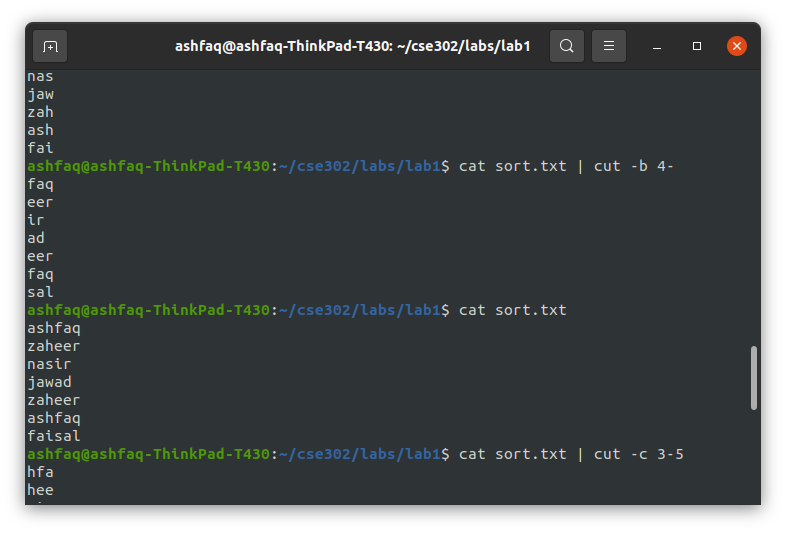 ashfaq@ashfaq-ThinkPad-T430: ~/cse302/labs/lab1
nas
jaw
zah
ash
fai
ashfaq@ashfaq-ThinkPad-T430:~/cse302/labs/lab1$ cat sort.txt | cut -b 4-
faq
eer
ir
ad
eer
faq
sal
ashfaq@ashfaq-ThinkPad-T430:~/cse302/labs/lab1$ cat sort.txt
ashfaq
zaheer
nasir
jawad
zaheer
ashfaq
faisal
ashfaq@ashfaq-ThinkPad-T430:~/cse302/labs/lab1$ cat sort.txt | cut -c 3-5
hfa
hee